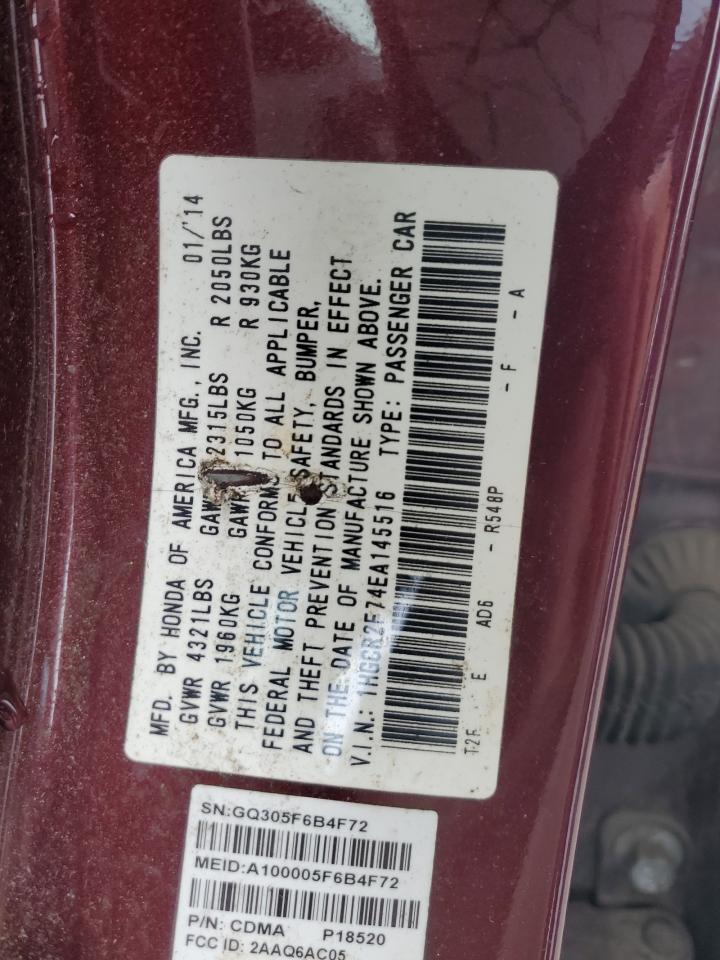 MFD. BY HONDA OF AMERICA MFG., INC. 01/'14
GVWR 4321LBS 2315LBS R 2050LBS
GVWR 1960KG GAWR 1050KG R 930KG
THIS VEHICLE CONFORMS TO ALL APPLICABLE
FEDERAL MOTOR VEHICLE SAFETY, BUMPER,
AND THEFT PREVENTION STANDARDS IN EFFECT
ON THE DATE OF MANUFACTURE SHOWN ABOVE.
V.I.N.: 1HGCR2F74EA145516 TYPE: PASSENGER CAR
T2F E AD6 - R548P - F - A
SN:GQ305F6B4F72
MEID:A100005F6B4F72
P/N: CDMA P18520
FCC ID: 2AAQ6AC05